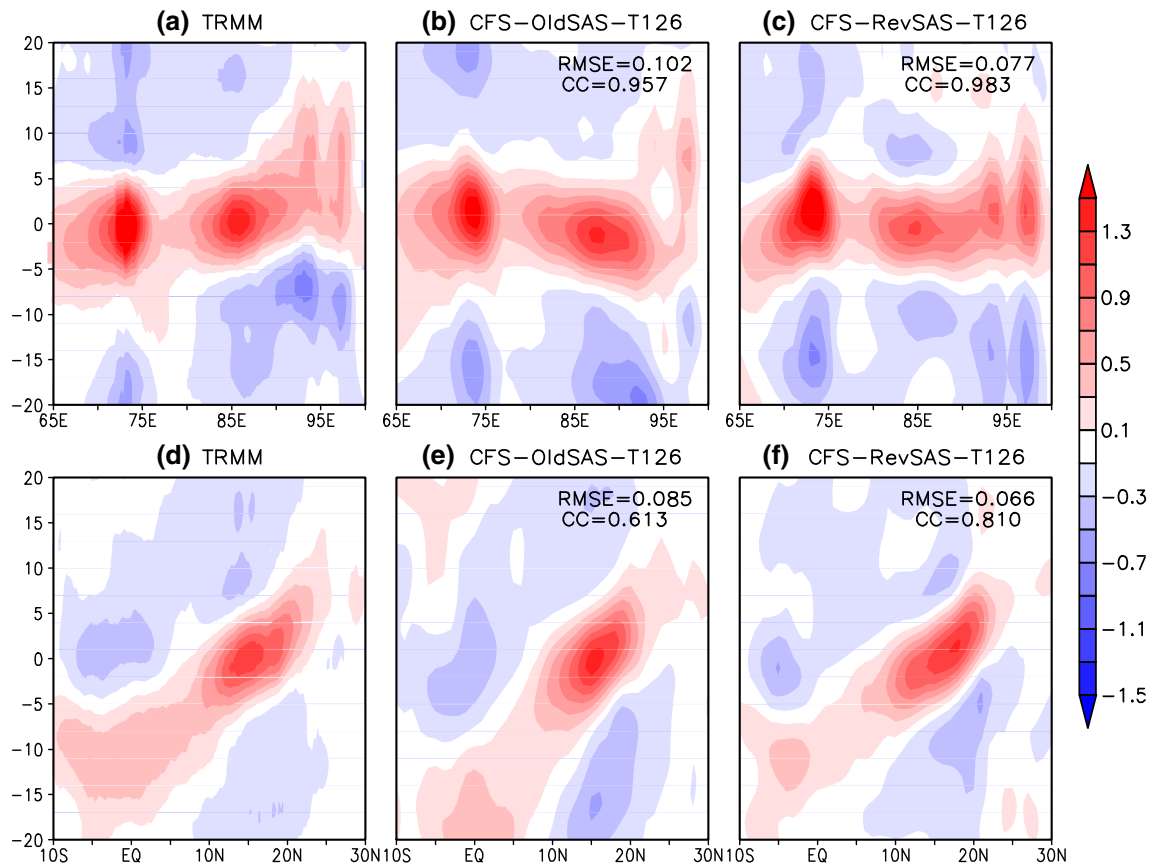 (a) TRMM
(b) CFS-OldSAS-T126
(c) CFS-RevSAS-T126
20
15
10
5
0
-5
-10
-15
-20
65E 75E 85E 95E
RMSE=0.102
CC=0.957
65E 75E 85E 95E
RMSE=0.077
CC=0.983
65E 75E 85E 95E
(d) TRMM
(e) CFS-OldSAS-T126
(f) CFS-RevSAS-T126
20
15
10
5
0
-5
-10
-15
-20
10S EQ 10N 20N 30N
RMSE=0.085
CC=0.613
10S EQ 10N 20N 30N
RMSE=0.066
CC=0.810
10S EQ 10N 20N 30N
1.3
0.9
0.5
0.1
-0.3
-0.7
-1.1
-1.5